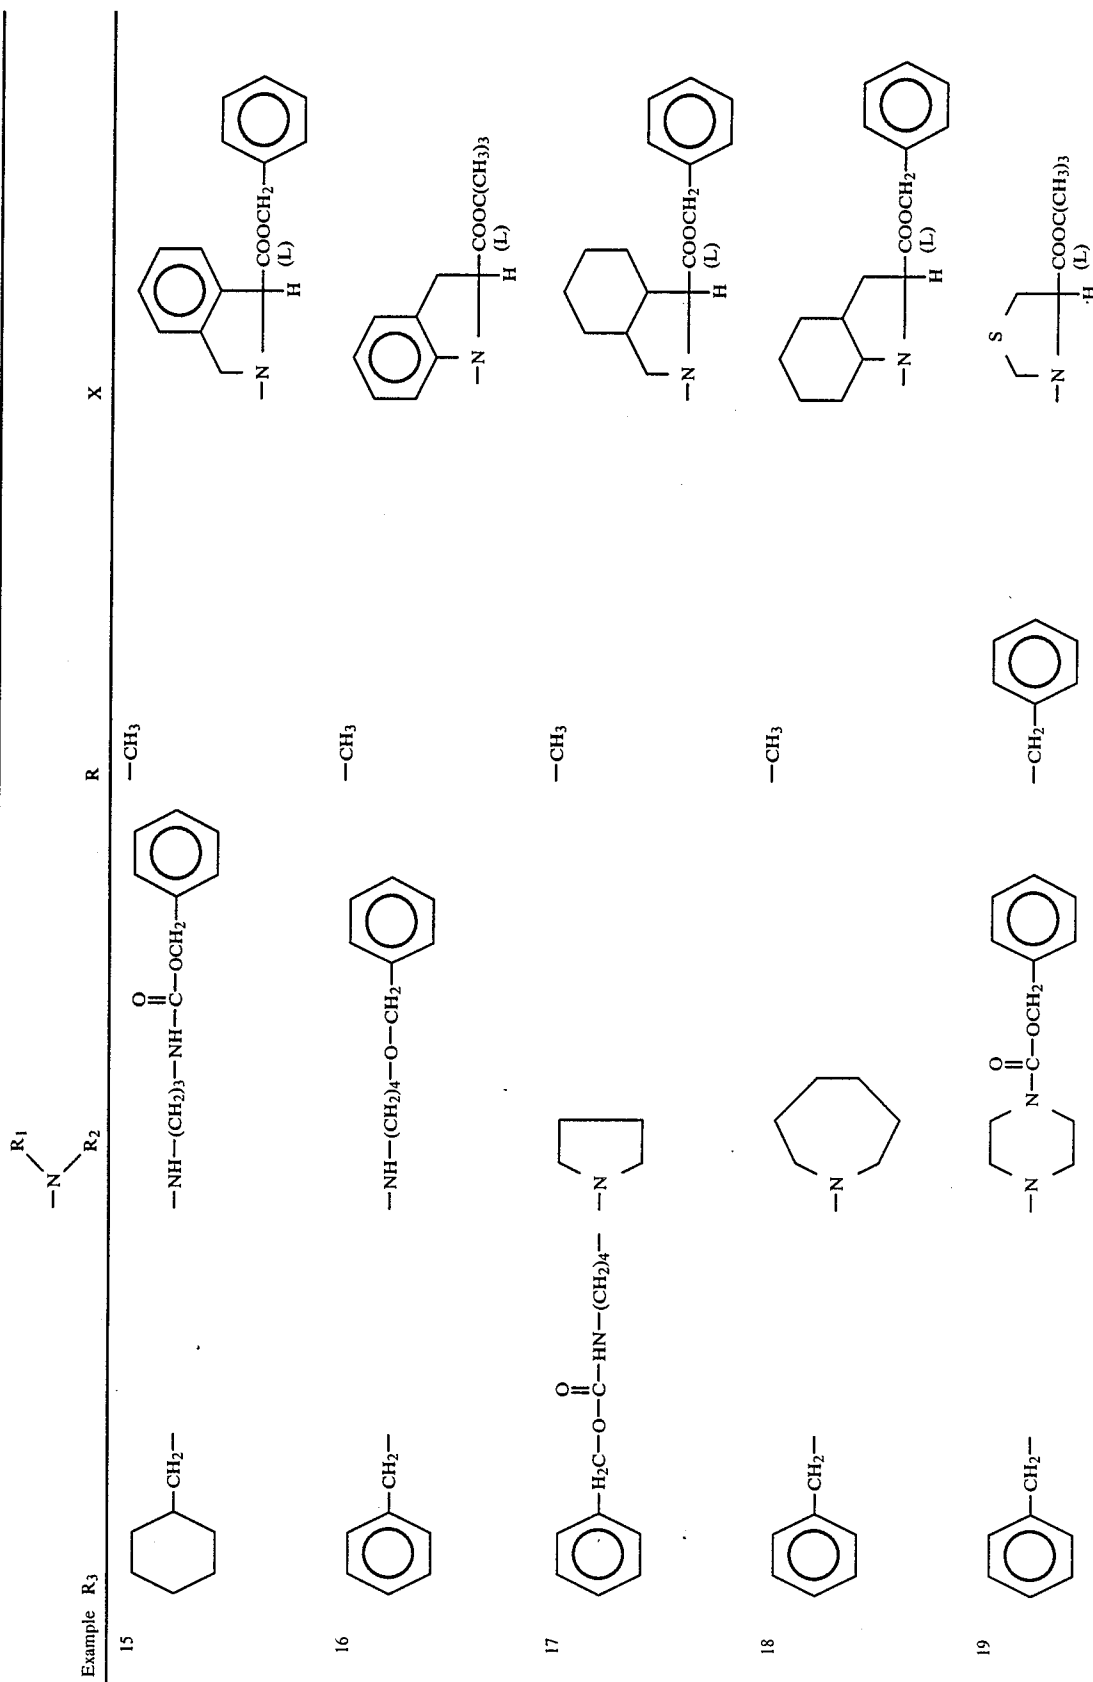 Example R3 —N R1 R2 R X
15 CH2— —NH—(CH2)3—NH—C—OCH2 O —CH3 —N COOCH2 (L) H
16 CH2— —NH—(CH2)4—O—CH2 —CH3 —N COOC(CH3)3 (L) H
17 H2C—O—C—HN—(CH2)4— O —N —CH3 —N COOCH2 (L) H
18 CH2— —N —CH3 —N COOCH2 (L) H
19 CH2— —N N—C—OCH2 O —CH2 —N S COOC(CH3)3 (L) H